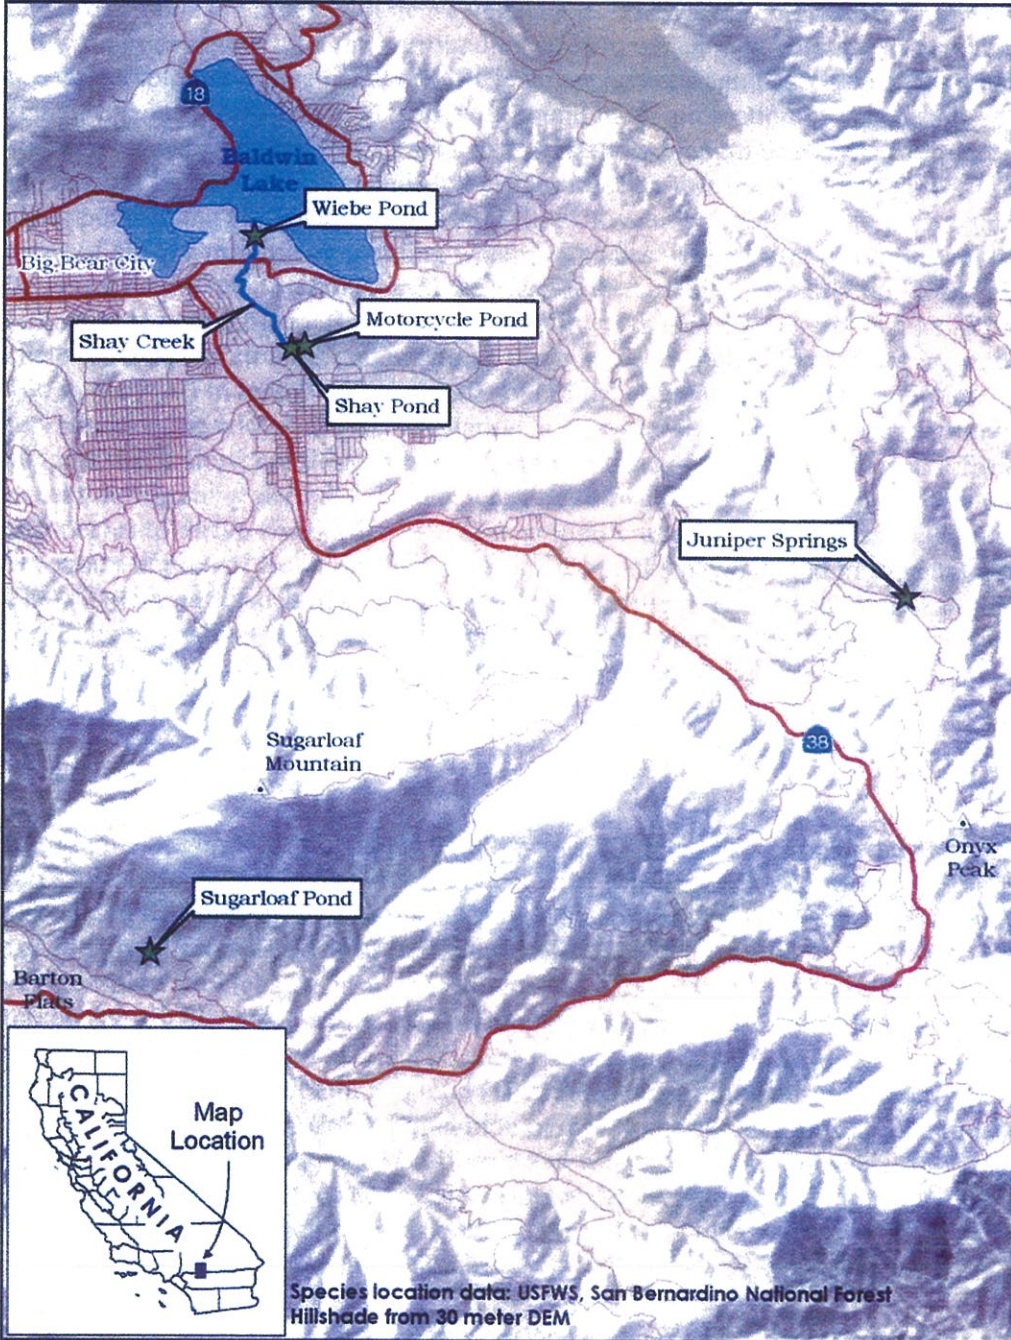 18
Baldwin
Lake
Wiebe Pond
Big Bear City
Motorcycle Pond
Shay Creek
Shay Pond
Juniper Springs
Sugarloaf
Mountain
38
Onyx
Peak
Sugarloaf Pond
Barton
Flats
CALIFORNIA
Map
Location
Species location data: USFWS, San Bernardino National Forest
Hillshade from 30 meter DEM